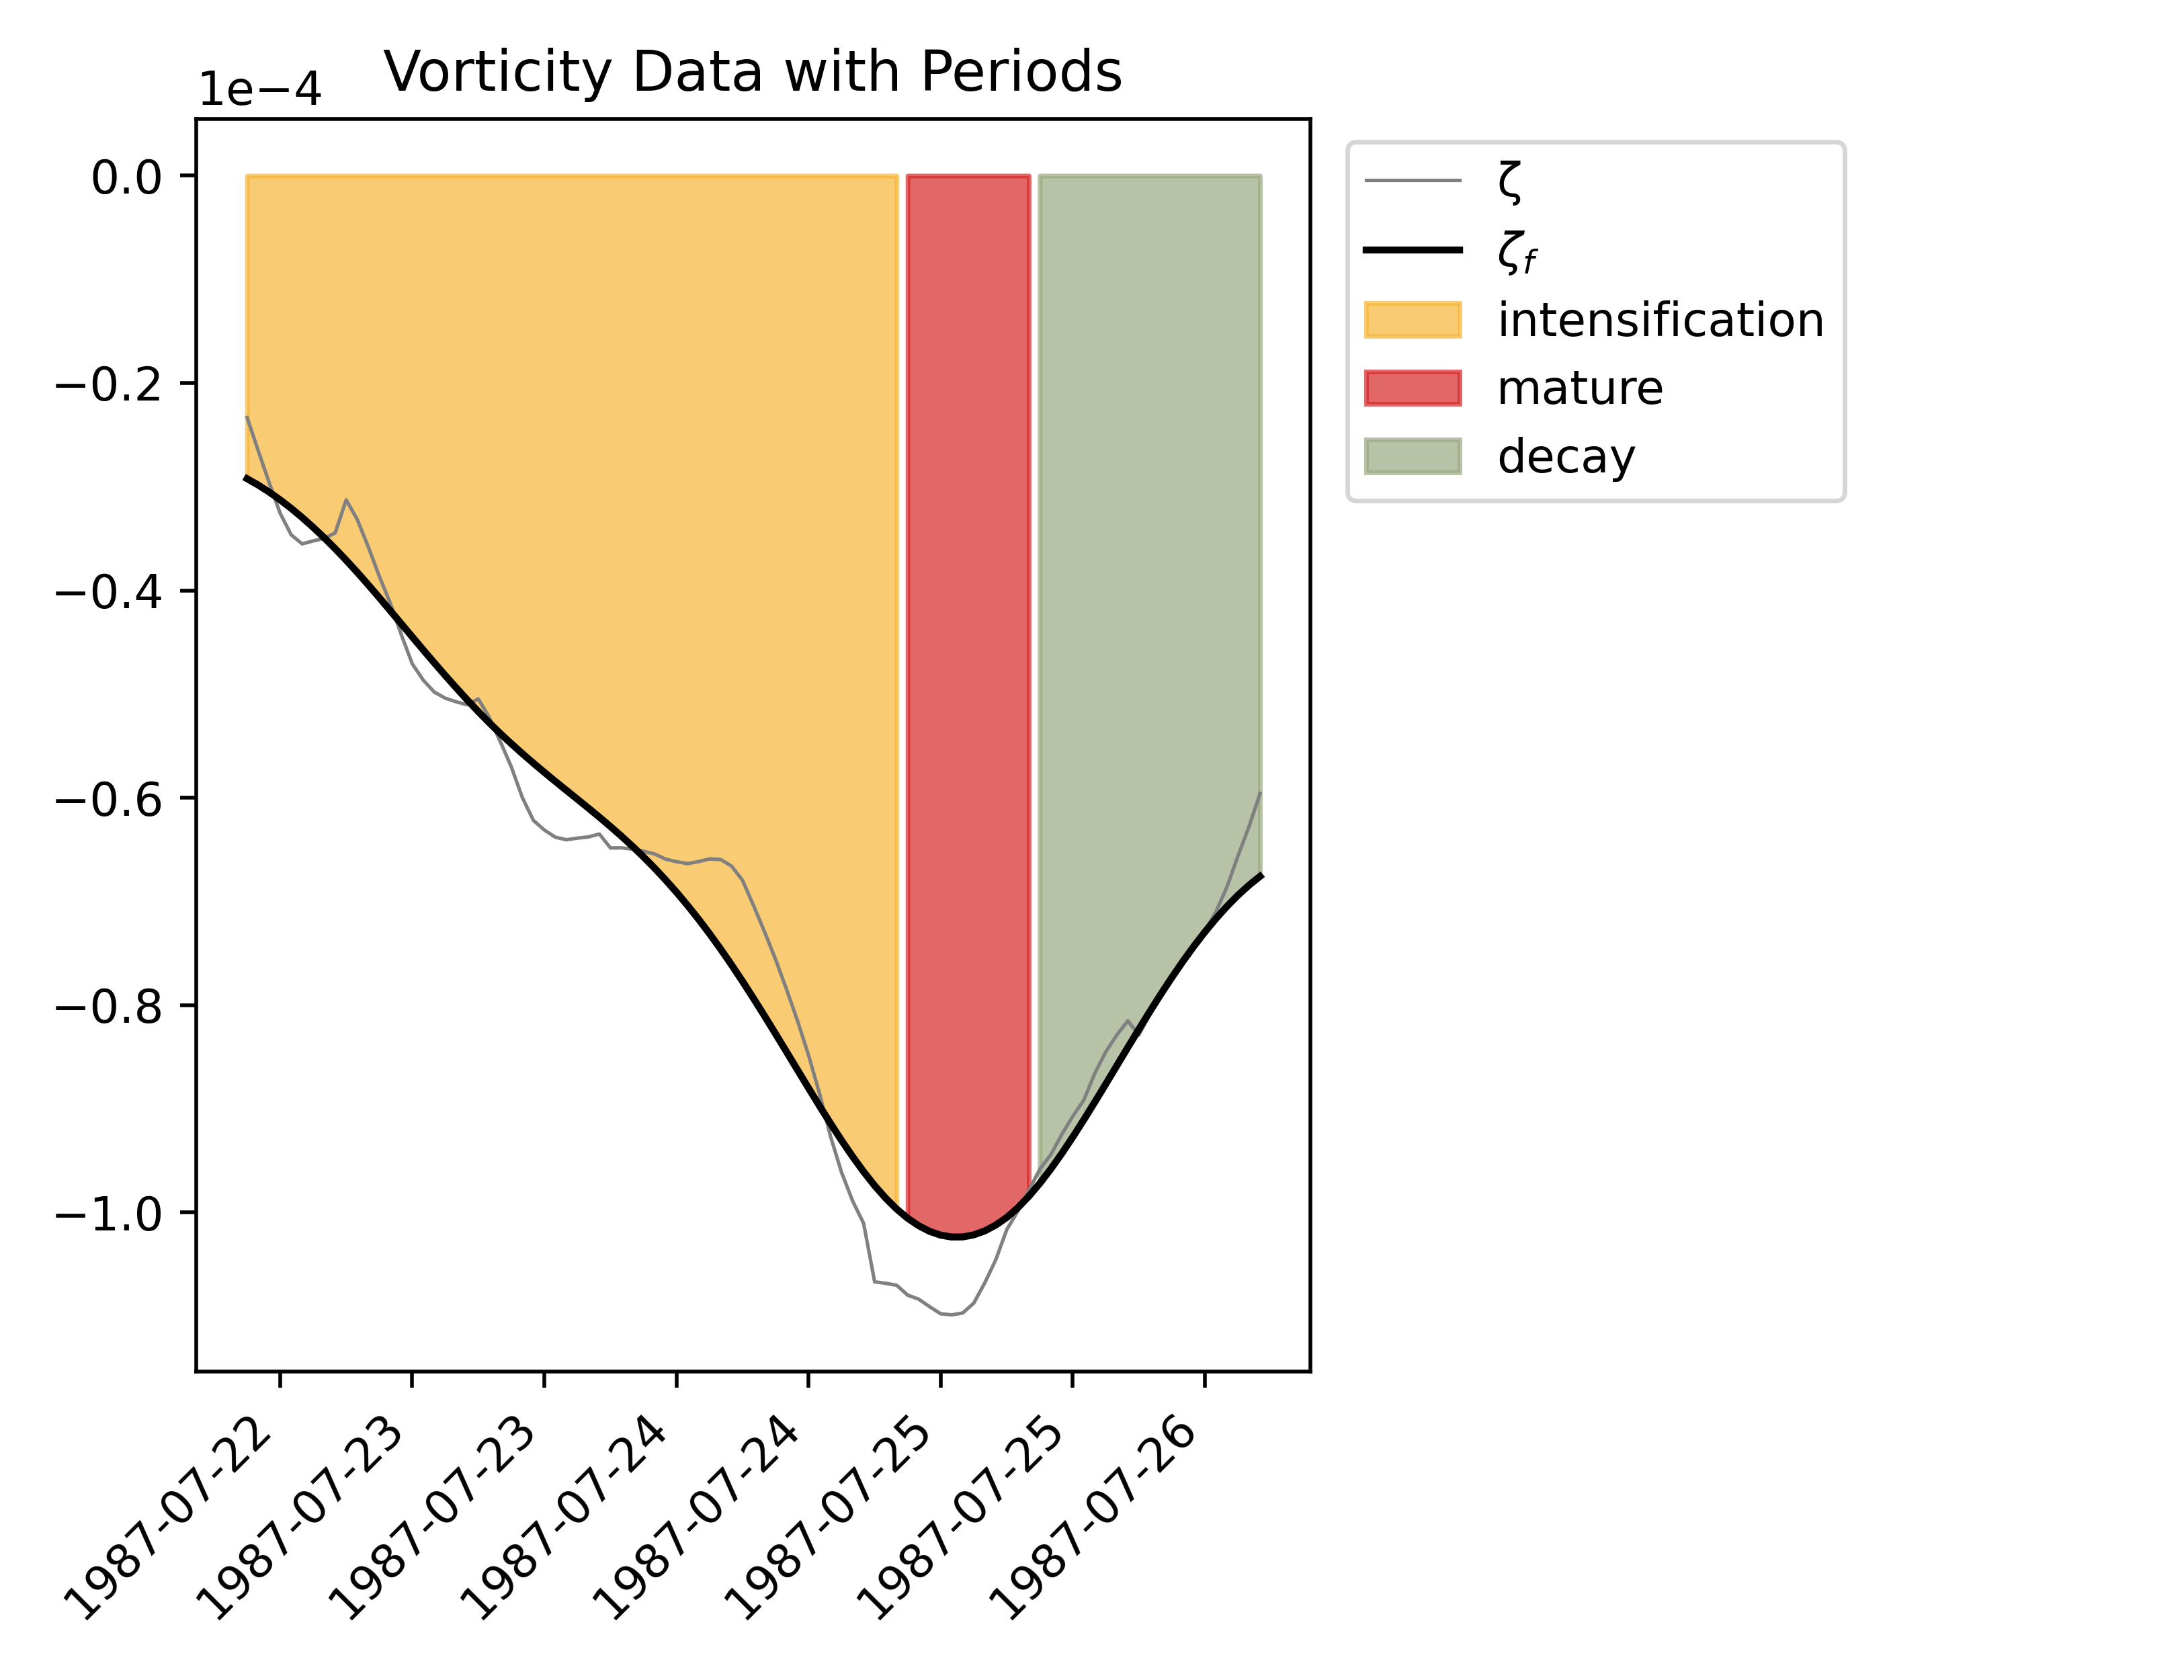 Vorticity Data with Periods
1e−4
0.0
−0.2
−0.4
−0.6
−0.8
−1.0
1987-07-22
1987-07-23
1987-07-23
1987-07-24
1987-07-24
1987-07-25
1987-07-25
1987-07-26
ζ
ζf
intensification
mature
decay